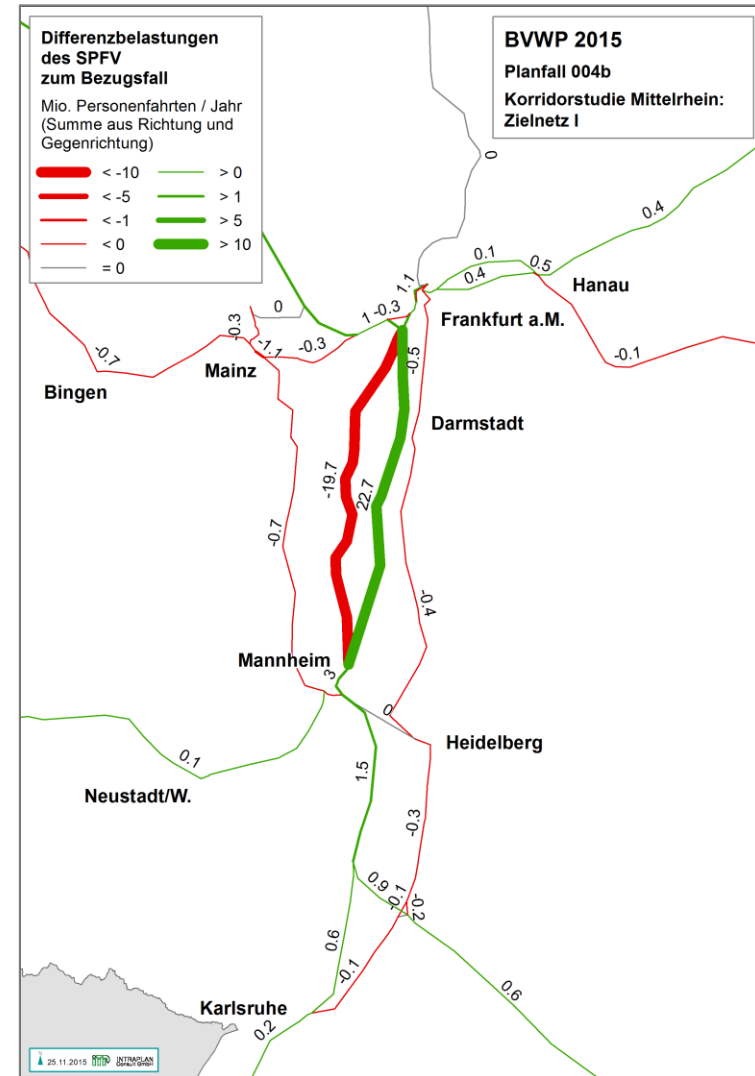 Differenzbelastungen
des SPFV
zum Bezugsfall
Mio. Personenfahrten / Jahr
(Summe aus Richtung und
Gegenrichtung)
< -10
> 0
< -5
> 1
< -1
> 5
< 0
> 10
= 0
BVWP 2015
Planfall 004b
Korridorstudie Mittelrhein:
Zielnetz I
0
0.4
0.1
0.5
0.4
Hanau
1.1
1
-0.3
Frankfurt a.M.
0
-0.3
-1.1
-0.3
-0.7
Mainz
Bingen
-0.5
-0.1
Darmstadt
-19.7
22.7
-0.7
-0.4
Mannheim
3
0
Heidelberg
0.1
Neustadt/W.
1.5
-0.3
0.9
-0.1
-0.2
0.6
-0.1
0.6
Karlsruhe
0.2
N
25.11.2015
INTRAPLAN
Consult GmbH